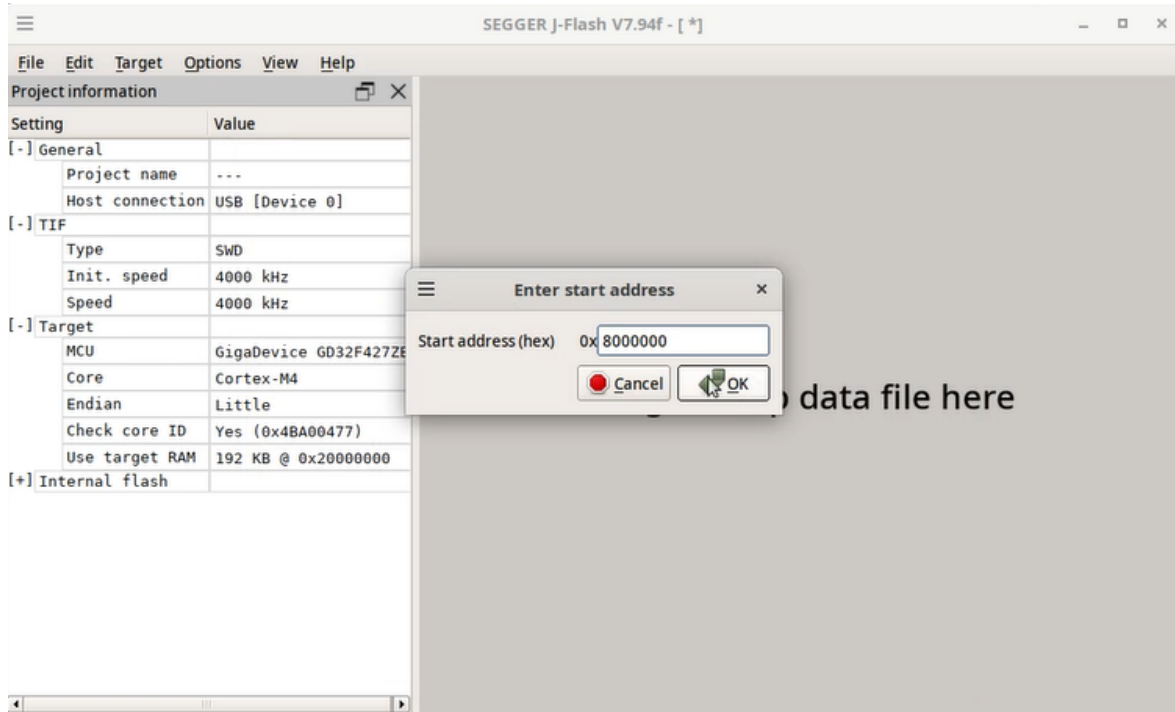 SEGGER J-Flash V7.94f - [ *]
File Edit Target Options View Help
Project information
Setting Value
[-] General
Project name ---
Host connection USB [Device 0]
[-] TIF
Type SWD
Init. speed 4000 kHz
Speed 4000 kHz
[-] Target
MCU GigaDevice GD32F427ZE
Core Cortex-M4
Endian Little
Check core ID Yes (0x4BA00477)
Use target RAM 192 KB @ 0x20000000
[+] Internal flash
Enter start address
Start address (hex) 0x 8000000
Cancel OK
data file here